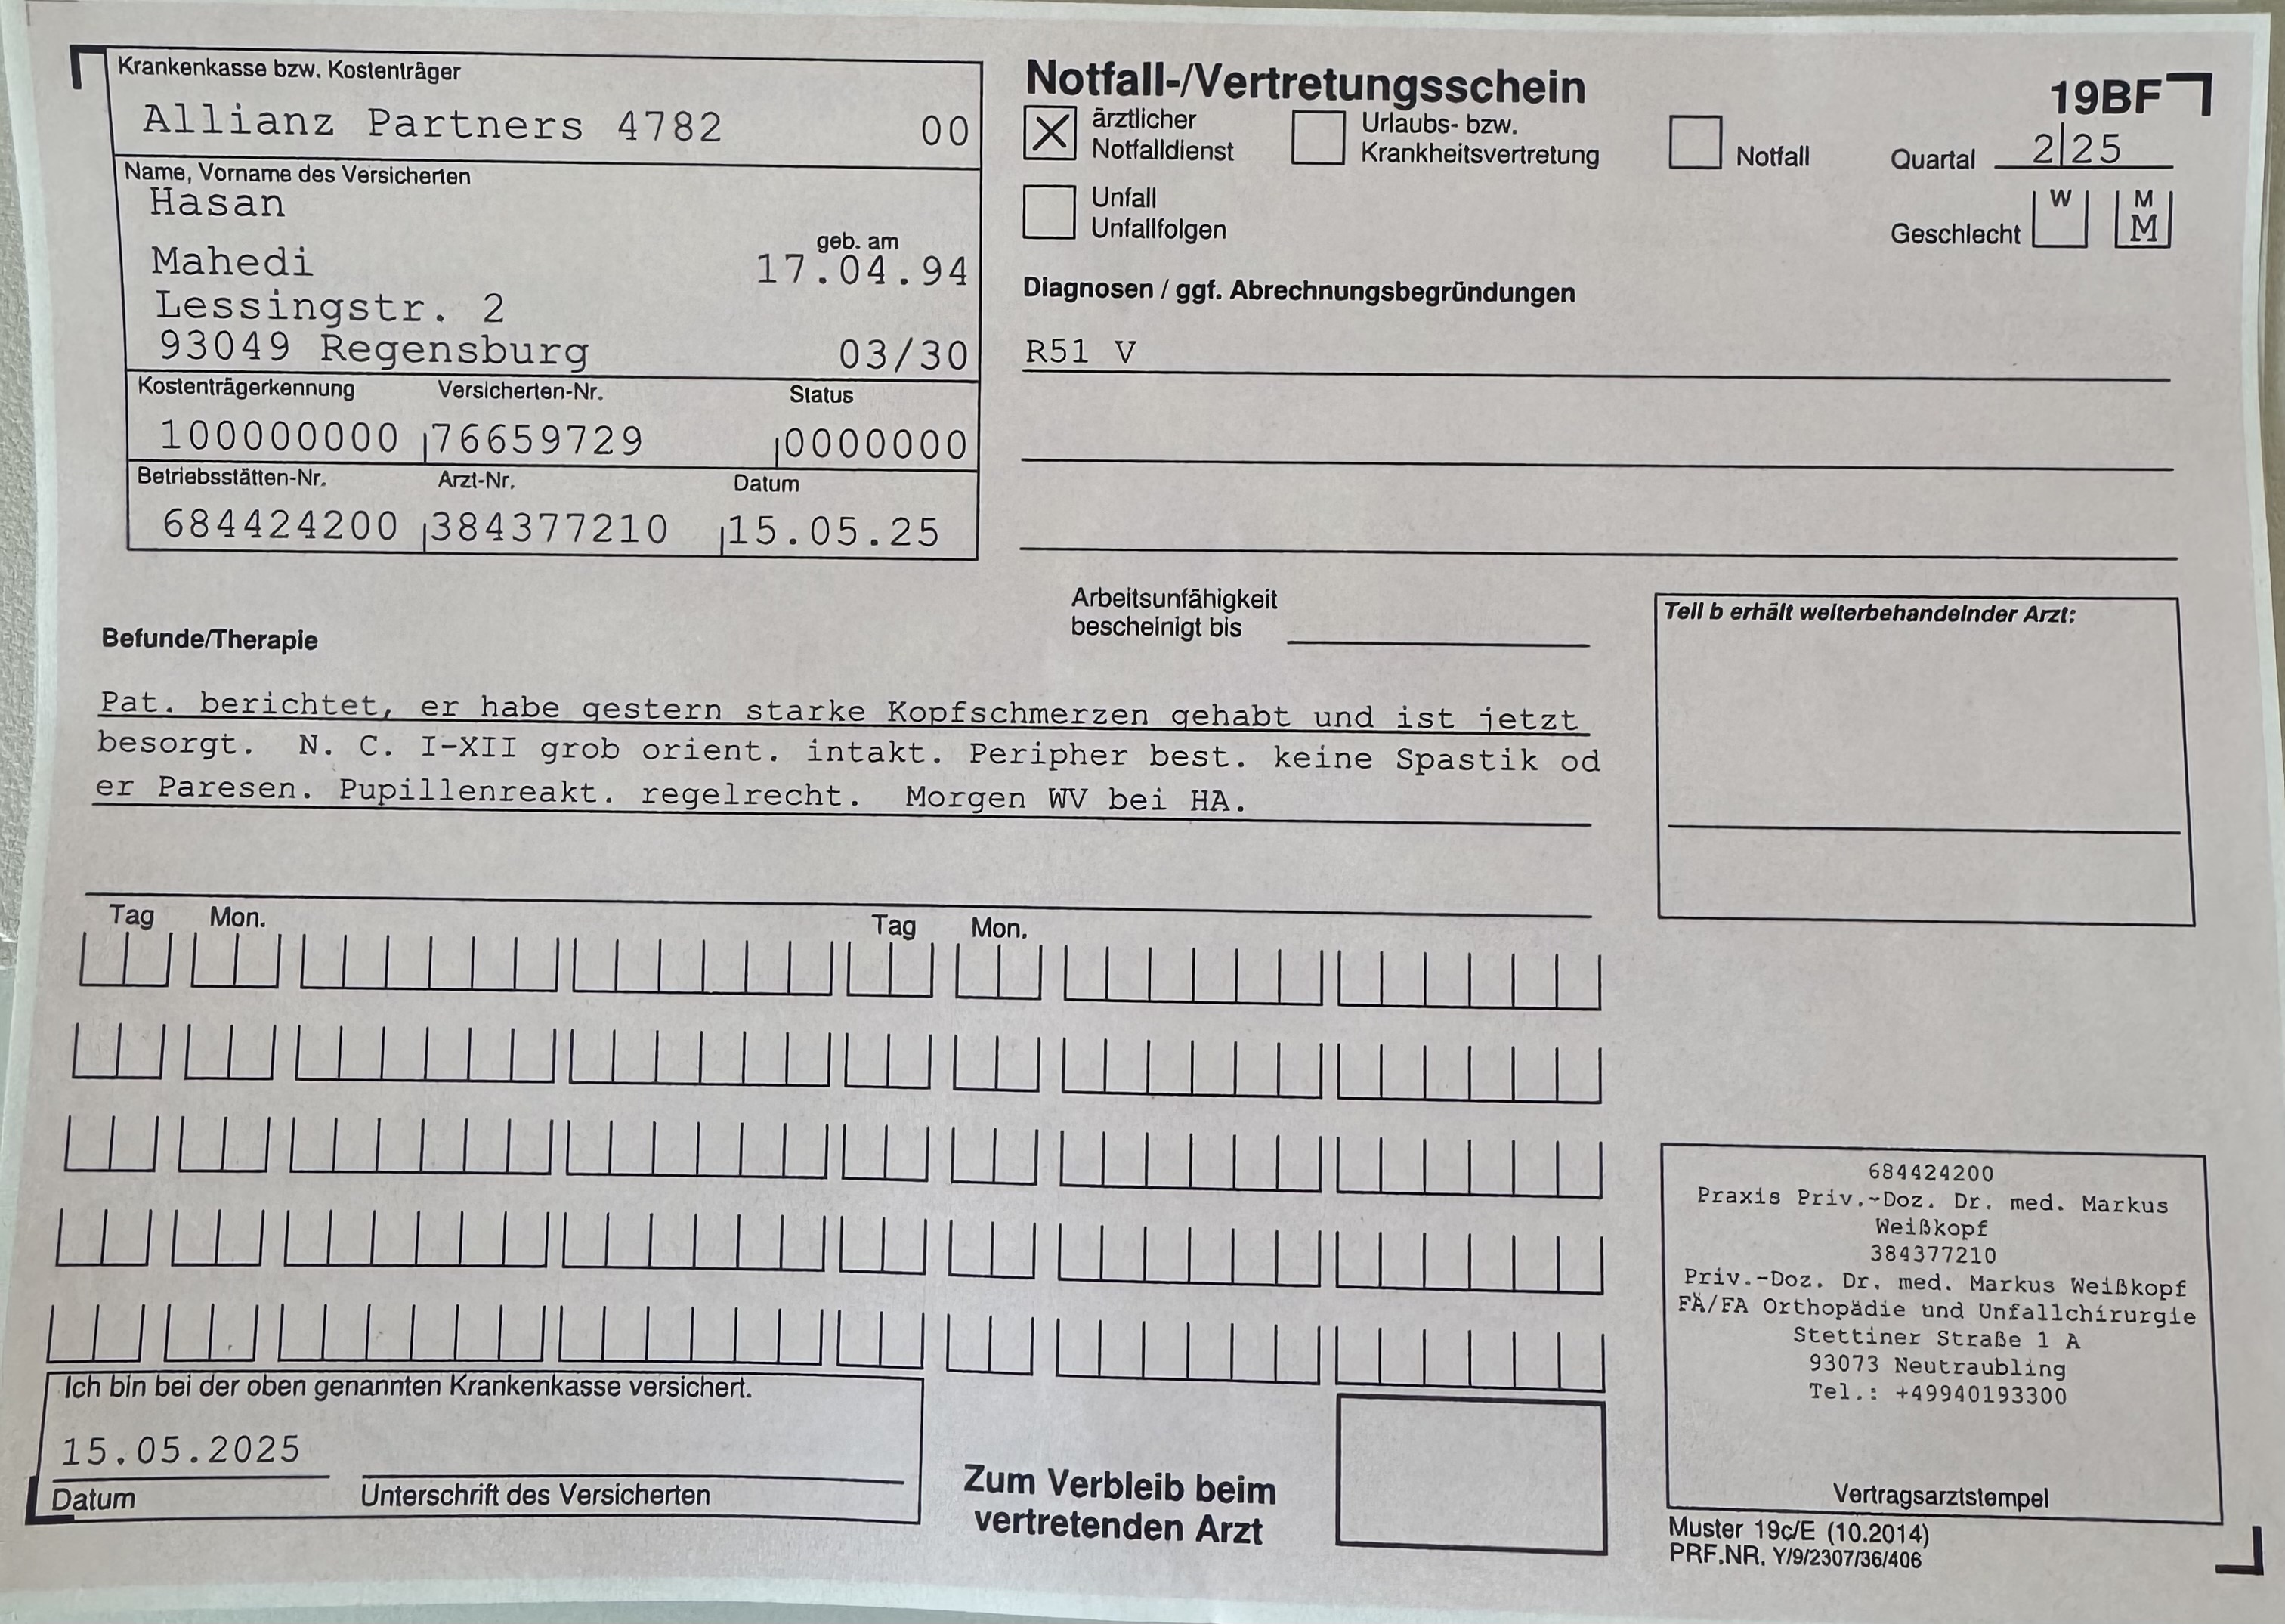 Krankenkasse bzw. Kostenträger
Allianz Partners 4782 00
Name, Vorname des Versicherten
Hasan
geb. am
Mahedi 17.04.94
Lessingstr. 2
93049 Regensburg 03/30
Kostenträgerkennung Versicherten-Nr. Status
100000000 76659729 0000000
Betriebsstätten-Nr. Arzt-Nr. Datum
684424200 384377210 15.05.25
Notfall-/Vertretungsschein
19BF
X ärztlicher Notfalldienst
Urlaubs- bzw. Krankheitsvertretung
Notfall
Quartal 2|25
Unfall
Unfallfolgen
Geschlecht W M
M
Diagnosen / ggf. Abrechnungsbegründungen
R51 V
Arbeitsunfähigkeit
bescheinigt bis
Teil b erhält weiterbehandelnder Arzt:
Befunde/Therapie
Pat. berichtet, er habe gestern starke Kopfschmerzen gehabt und ist jetzt
besorgt. N. C. I-XII grob orient. intakt. Peripher best. keine Spastik od
er Paresen. Pupillenreakt. regelrecht. Morgen WV bei HA.
Tag Mon. Tag Mon.
Ich bin bei der oben genannten Krankenkasse versichert.
15.05.2025
Datum Unterschrift des Versicherten
Zum Verbleib beim
vertretenden Arzt
684424200
Praxis Priv.-Doz. Dr. med. Markus
Weißkopf
384377210
Priv.-Doz. Dr. med. Markus Weißkopf
FÄ/FA Orthopädie und Unfallchirurgie
Stettiner Straße 1 A
93073 Neutraubling
Tel.: +49940193300
Vertragsarztstempel
Muster 19c/E (10.2014)
PRF.NR. Y/9/2307/36/406